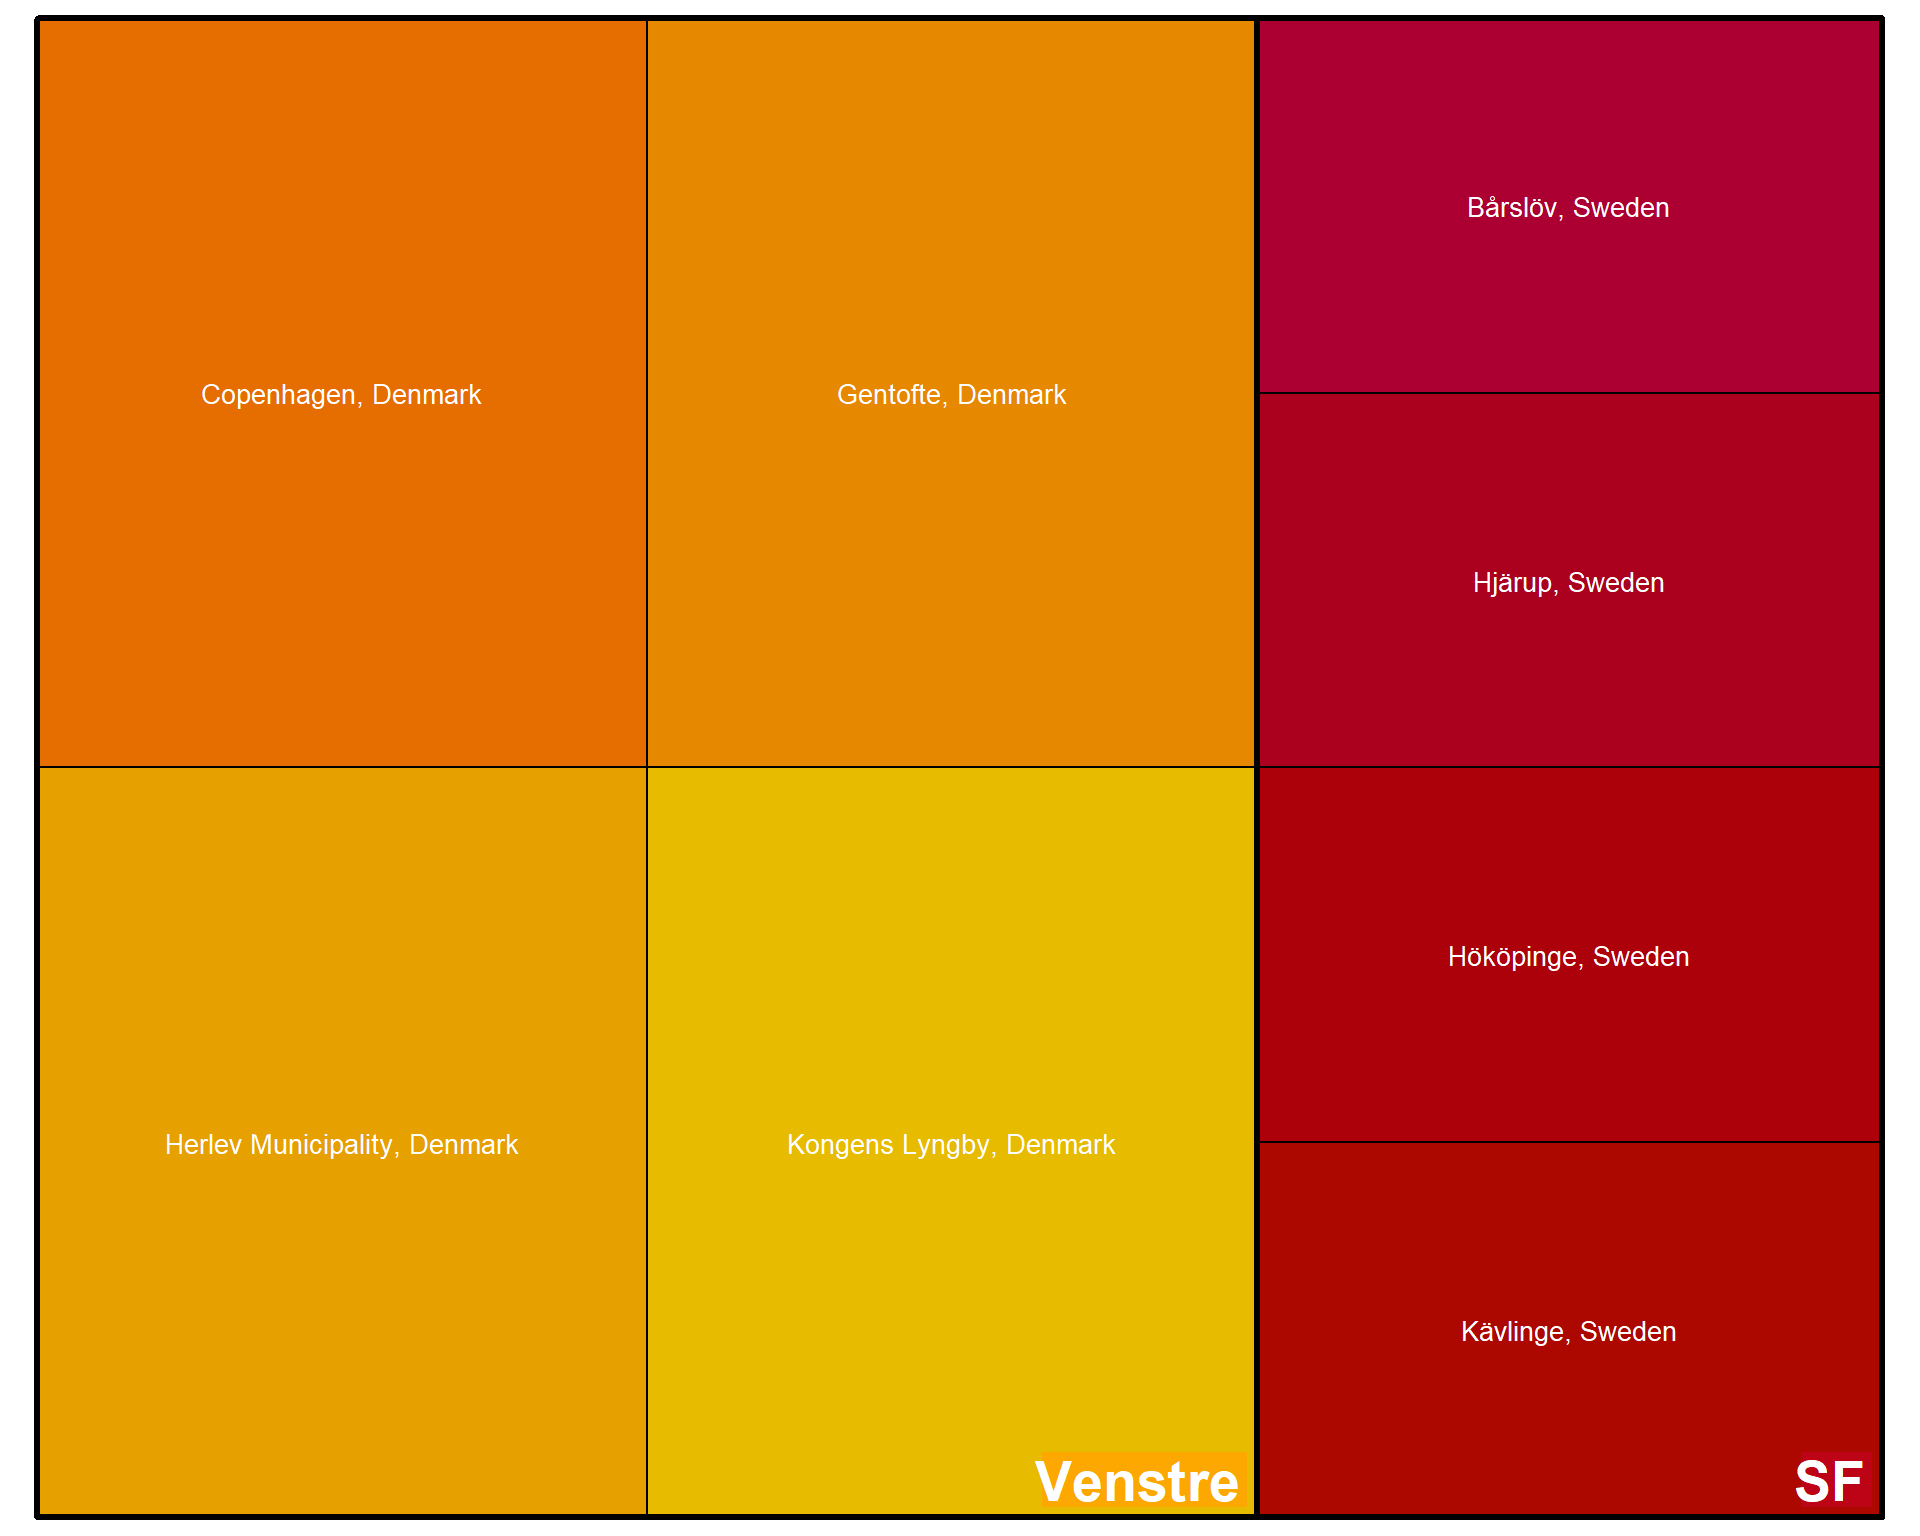 Copenhagen, Denmark
Gentofte, Denmark
Herlev Municipality, Denmark
Kongens Lyngby, Denmark
Venstre
Bårslöv, Sweden
Hjärup, Sweden
Hököpinge, Sweden
Kävlinge, Sweden
SF